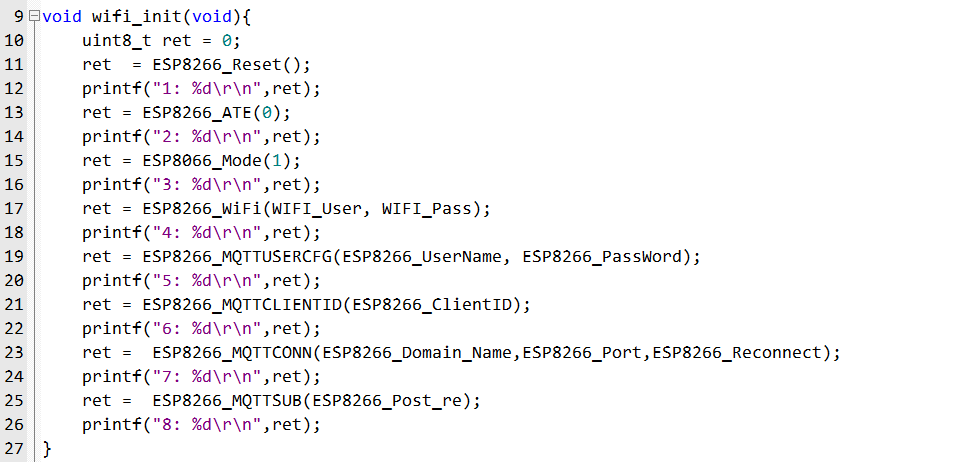 9 void wifi_init(void){
10     uint8_t ret = 0;
11     ret  = ESP8266_Reset();
12     printf("1: %d\r\n",ret);
13     ret = ESP8266_ATE(0);
14     printf("2: %d\r\n",ret);
15     ret = ESP8066_Mode(1);
16     printf("3: %d\r\n",ret);
17     ret = ESP8266_WiFi(WIFI_User, WIFI_Pass);
18     printf("4: %d\r\n",ret);
19     ret = ESP8266_MQTTUSERCFG(ESP8266_UserName, ESP8266_PassWord);
20     printf("5: %d\r\n",ret);
21     ret = ESP8266_MQTTCLIENTID(ESP8266_ClientID);
22     printf("6: %d\r\n",ret);
23     ret =  ESP8266_MQTTCONN(ESP8266_Domain_Name,ESP8266_Port,ESP8266_Reconnect);
24     printf("7: %d\r\n",ret);
25     ret =  ESP8266_MQTTSUB(ESP8266_Post_re);
26     printf("8: %d\r\n",ret);
27 }